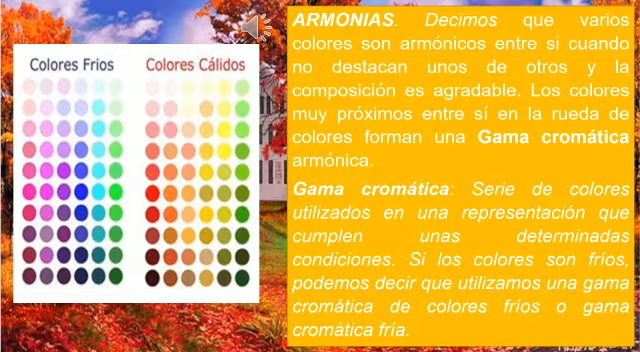 Colores Frios
Colores Cálidos
ARMONIAS. Decimos que varios
colores son armónicos entre si cuando
no destacan unos de otros y la
composición es agradable. Los colores
muy próximos entre sí en la rueda de
colores forman una Gama cromática
armónica.
Gama cromática: Serie de colores
utilizados en una representación que
cumplen unas determinadas
condiciones. Si los colores son fríos,
podemos decir que utilizamos una gama
cromática de colores fríos o gama
cromática fría.